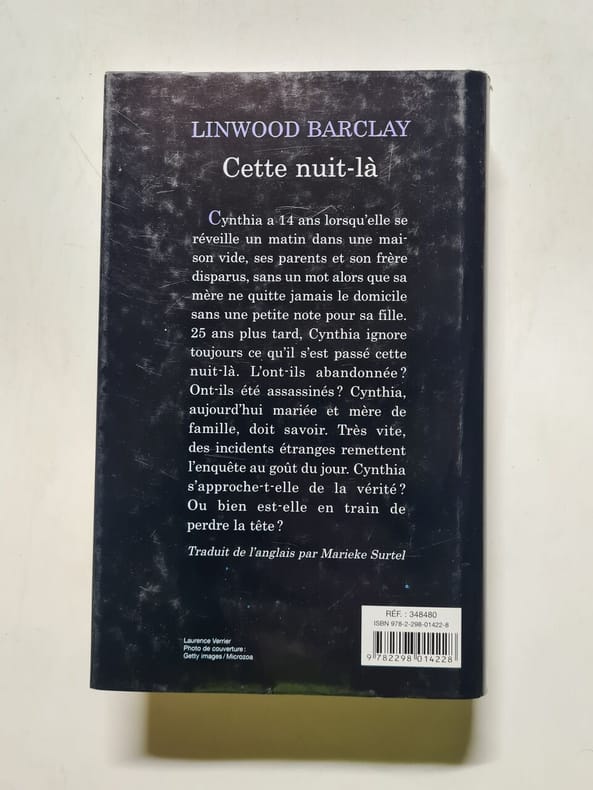 LINWOOD BARCLAY
Cette nuit-là
Cynthia a 14 ans lorsqu'elle se
réveille un matin dans une mai-
son vide, ses parents et son frère
disparus, sans un mot alors que sa
mère ne quitte jamais le domicile
sans une petite note pour sa fille.
25 ans plus tard, Cynthia ignore
toujours ce qu'il s'est passé cette
nuit-là. L'ont-ils abandonnée ?
Ont-ils été assassinés ? Cynthia,
aujourd'hui mariée et mère de
famille, doit savoir. Très vite,
des incidents étranges remettent
l'enquête au goût du jour. Cynthia
s'approche-t-elle de la vérité ?
Ou bien est-elle en train de
perdre la tête ?
Traduit de l'anglais par Marieke Surtel
RÉF. : 348480
ISBN 978-2-298-01422-8
9 782298 014228
Laurence Verrier
Photo de couverture :
Getty images / Microzoa